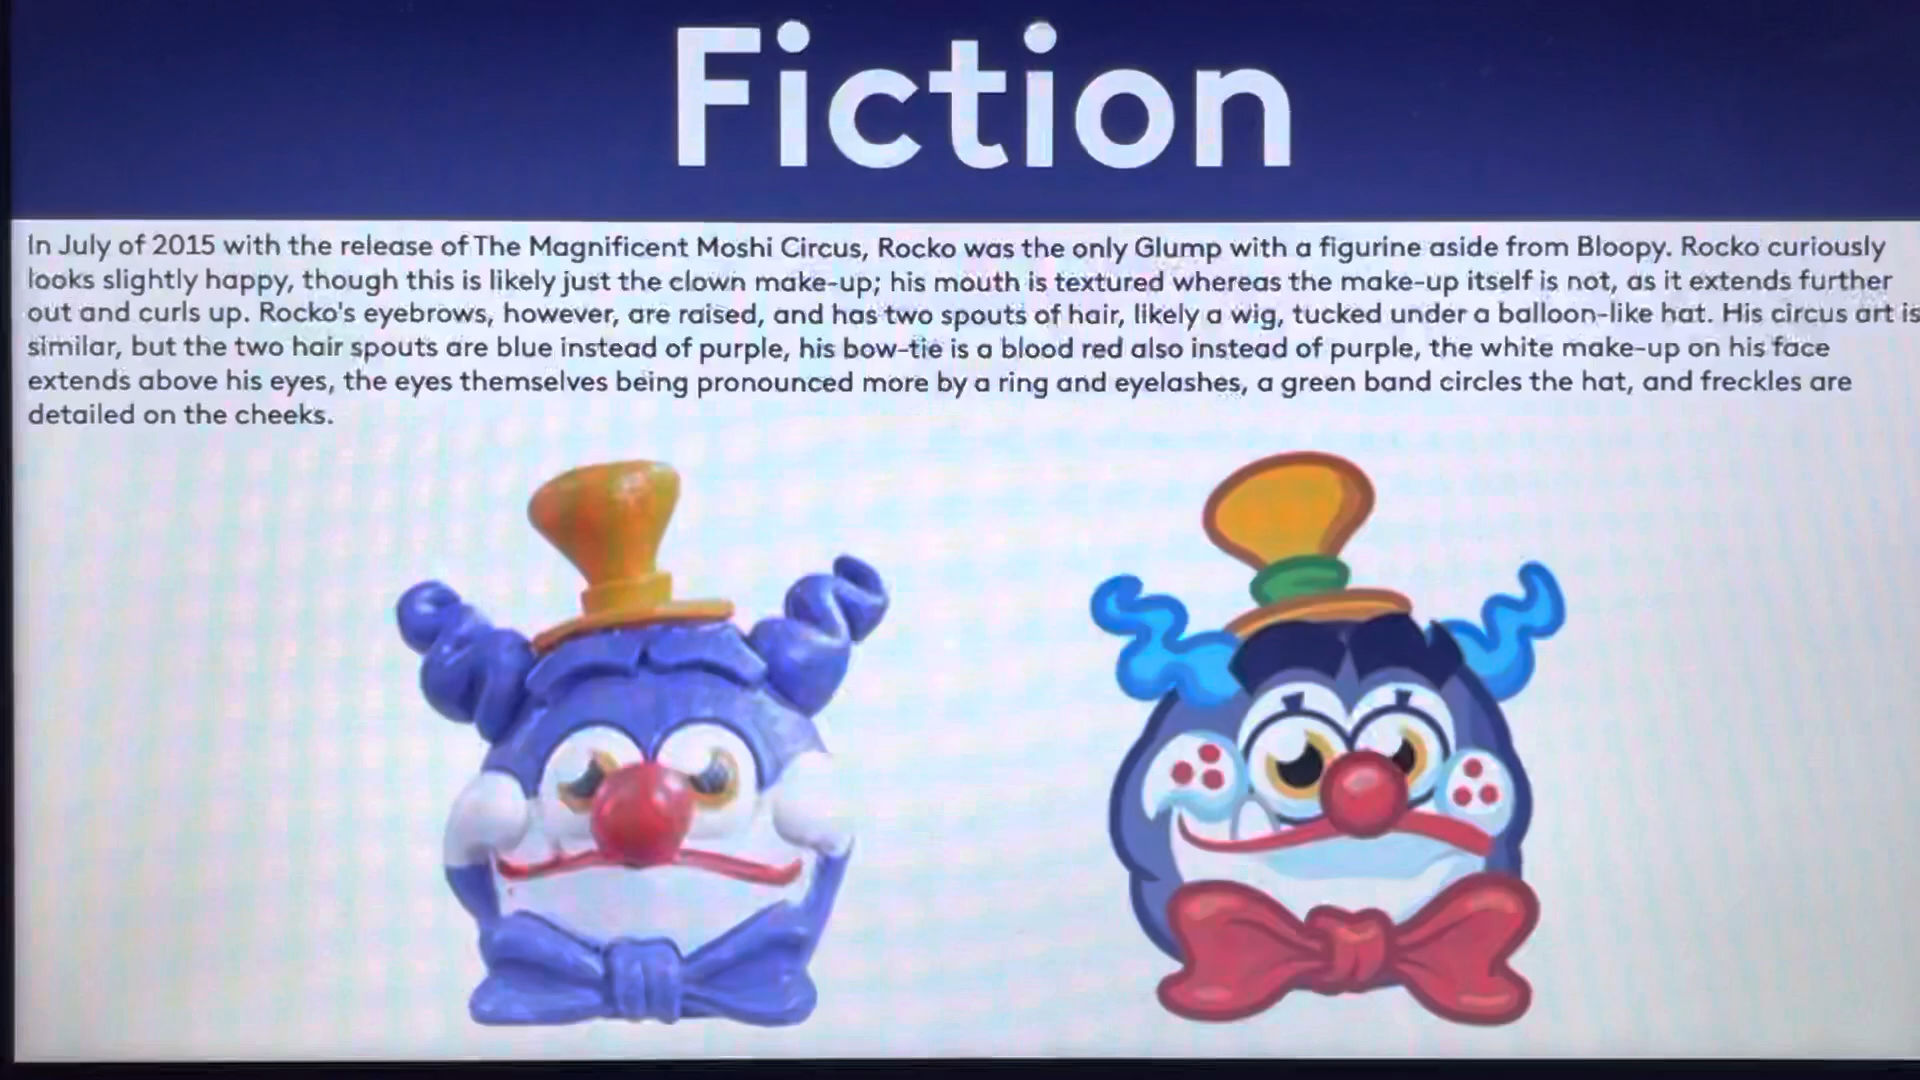 Fiction
In July of 2015 with the release of The Magnificent Moshi Circus, Rocko was the only Glump with a figurine aside from Bloopy. Rocko curiously
looks slightly happy, though this is likely just the clown make-up; his mouth is textured whereas the make-up itself is not, as it extends further
out and curls up. Rocko's eyebrows, however, are raised, and has two spouts of hair, likely a wig, tucked under a balloon-like hat. His circus art is
similar, but the two hair spouts are blue instead of purple, his bow-tie is a blood red also instead of purple, the white make-up on his face
extends above his eyes, the eyes themselves being pronounced more by a ring and eyelashes, a green band circles the hat, and freckles are
detailed on the cheeks.